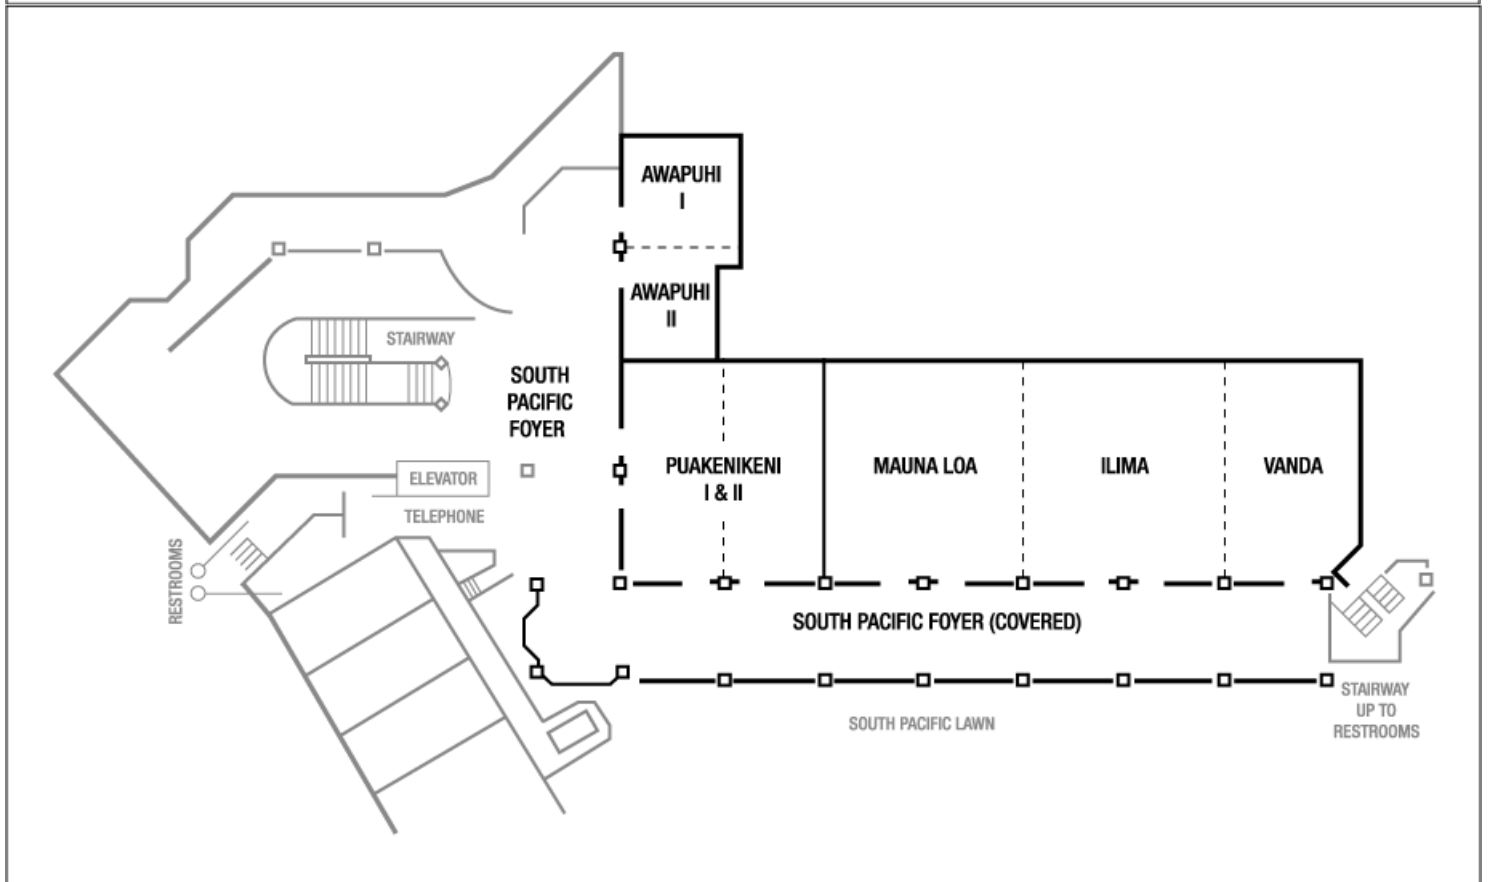 AWAPUHI
I
AWAPUHI
II
STAIRWAY
SOUTH
PACIFIC
FOYER
ELEVATOR
TELEPHONE
RESTROOMS
PUAKENIKENI
I & II
MAUNA LOA
ILIMA
VANDA
SOUTH PACIFIC FOYER (COVERED)
SOUTH PACIFIC LAWN
STAIRWAY
UP TO
RESTROOMS